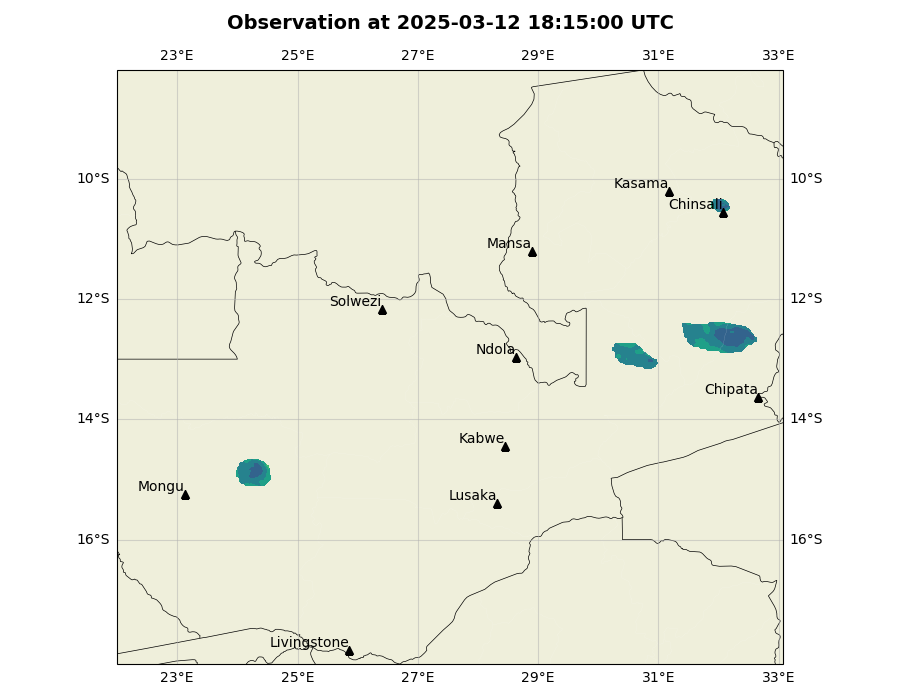 Observation at 2025-03-12 18:15:00 UTC
23°E 25°E 27°E 29°E 31°E 33°E
10°S 10°S
Kasama
Chinsali
Mansa
12°S 12°S
Solwezi
Ndola
Chipata
14°S 14°S
Kabwe
Mongu
Lusaka
16°S 16°S
Livingstone
23°E 25°E 27°E 29°E 31°E 33°E